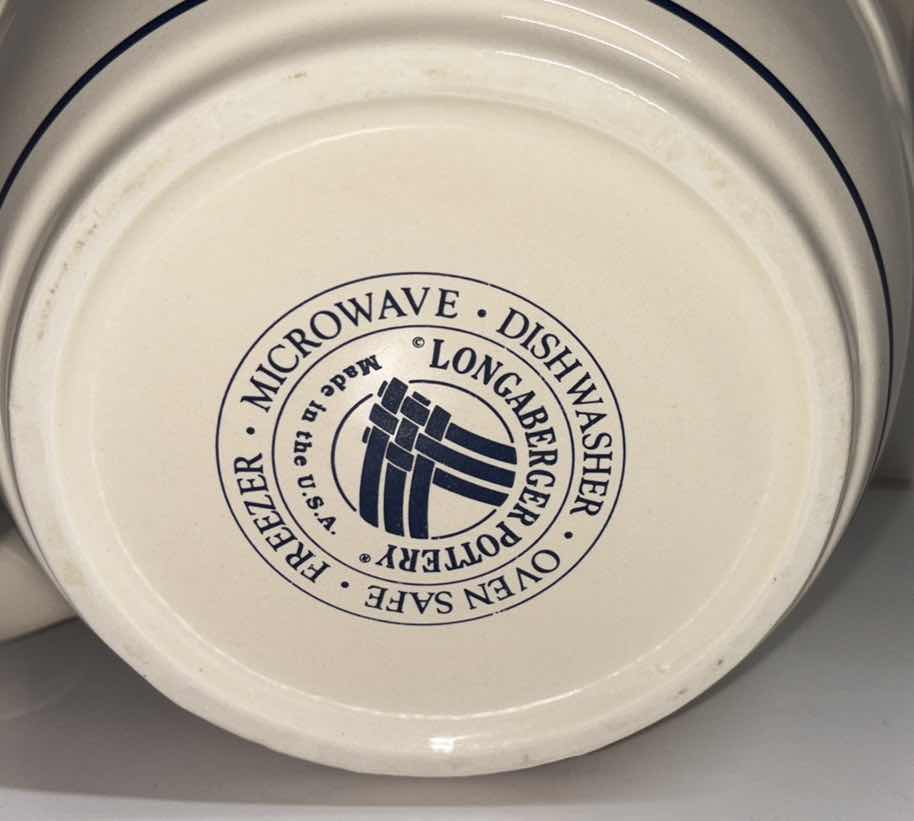 MICROWAVE · DISHWASHER · OVEN SAFE · FREEZER ·
© LONGABERGER POTTERY ®
Made in the U.S.A.